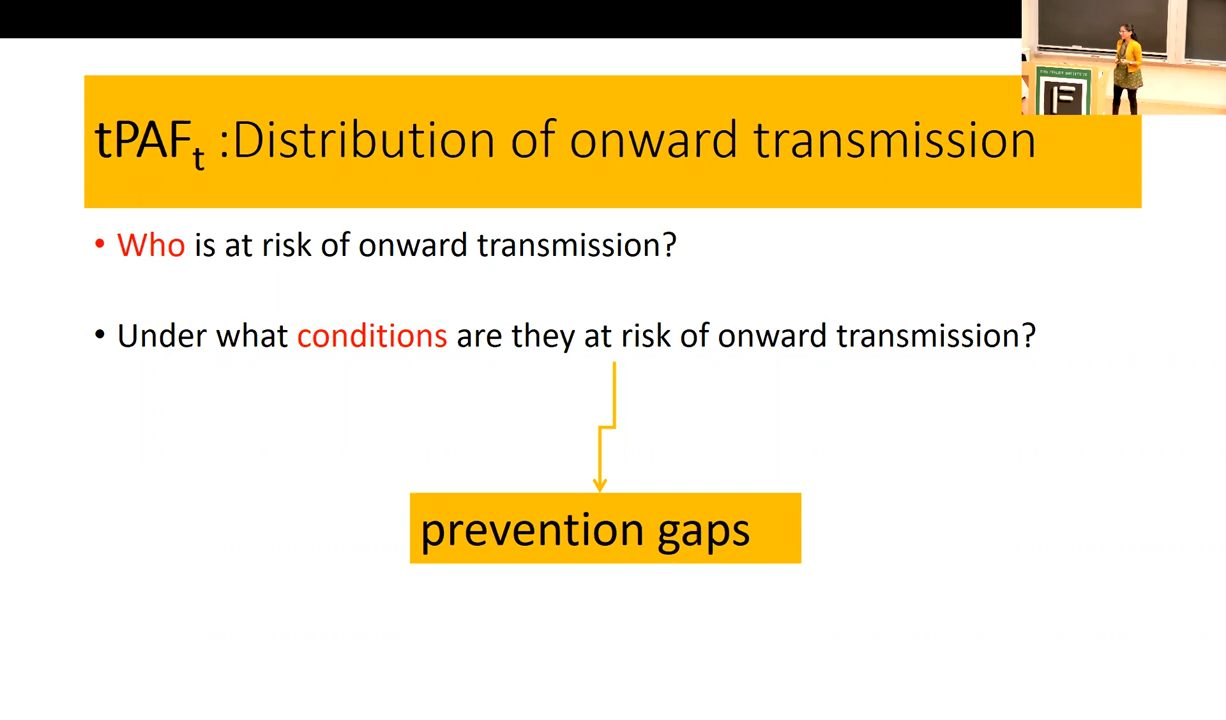 tPAFt :Distribution of onward transmission
• Who is at risk of onward transmission?
• Under what conditions are they at risk of onward transmission?
prevention gaps